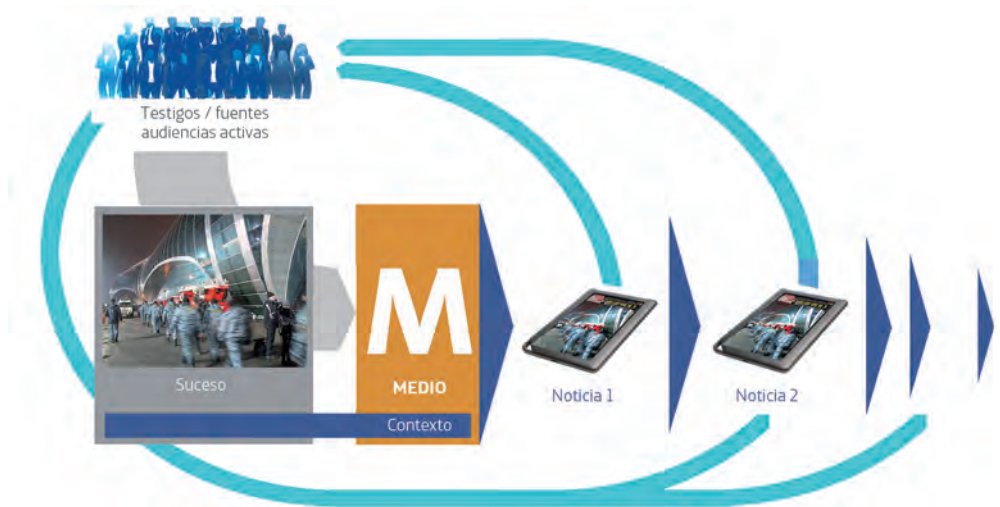 Testigos / fuentes
audiencias activas
Suceso
M
MEDIO
Contexto
Noticia 1
Noticia 2